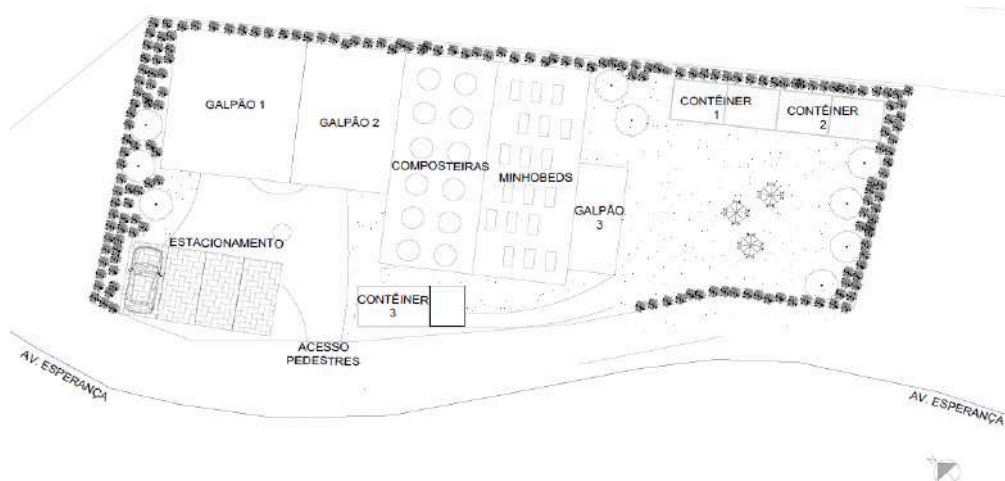 GALPÃO 1
GALPÃO 2
COMPOSTEIRAS
MINHOBEDS
GALPÃO
3
CONTÊINER
1
CONTÊINER
2
ESTACIONAMENTO
CONTÊINER
3
ACESSO
PEDESTRES
AV. ESPERANÇA
AV. ESPERANÇA